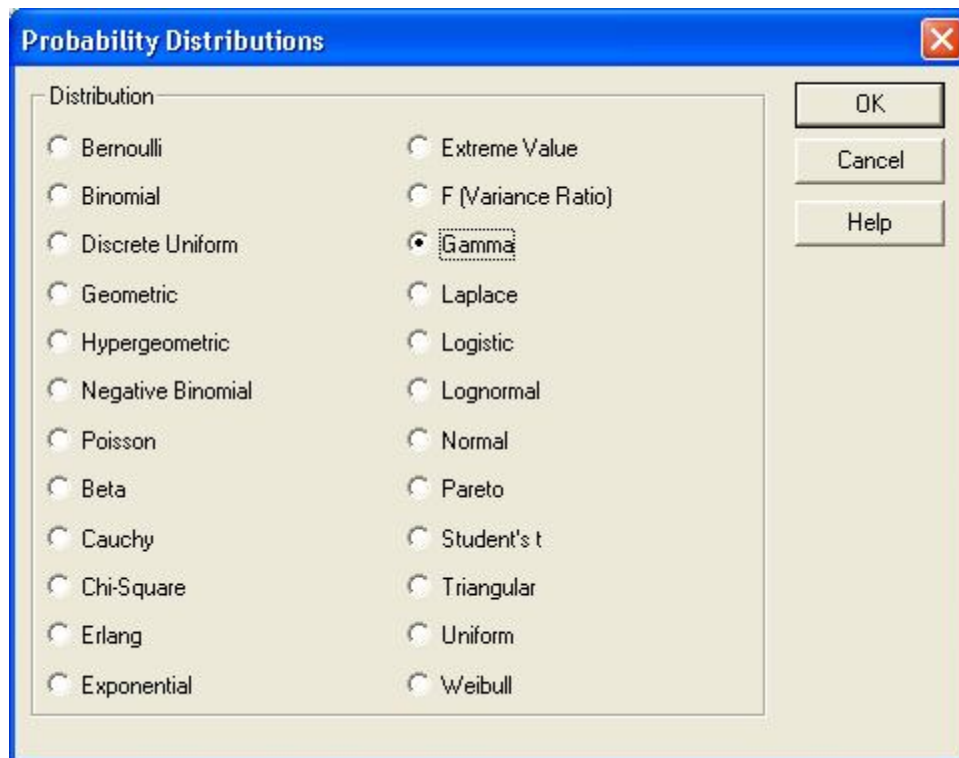 Probability Distributions
Distribution
Bernoulli
Binomial
Discrete Uniform
Geometric
Hypergeometric
Negative Binomial
Poisson
Beta
Cauchy
Chi-Square
Erlang
Exponential
Extreme Value
F (Variance Ratio)
Gamma
Laplace
Logistic
Lognormal
Normal
Pareto
Student's t
Triangular
Uniform
Weibull
OK
Cancel
Help